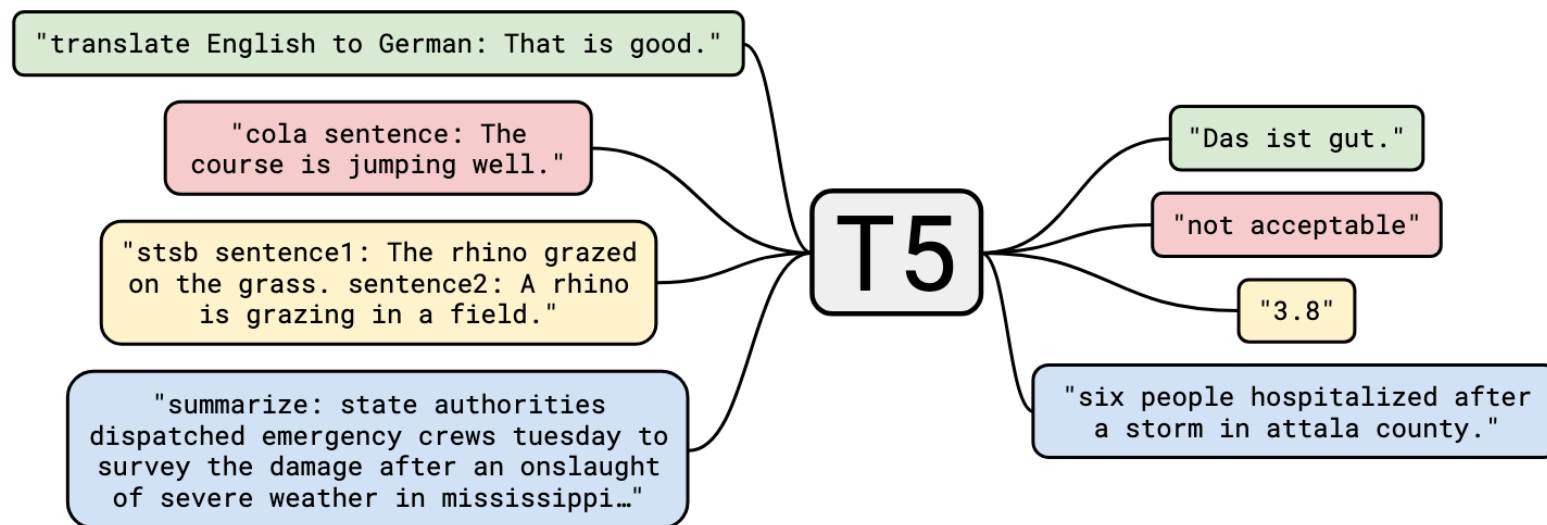 "translate English to German: That is good."
"cola sentence: The
course is jumping well."
"stsb sentence1: The rhino grazed
on the grass. sentence2: A rhino
is grazing in a field."
"summarize: state authorities
dispatched emergency crews tuesday to
survey the damage after an onslaught
of severe weather in mississippi…"
T5
"Das ist gut."
"not acceptable"
"3.8"
"six people hospitalized after
a storm in attala county."